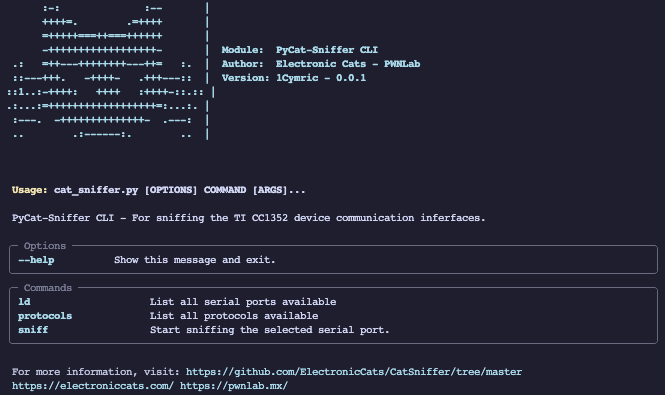 :-:              :--       |
++++=.        .=++++       |
=+++++===++===++++++       |
-++++++++++++++++++-       |  Module:  PyCat-Sniffer CLI
.:   =++---++++++++---++=   :.  |  Author:  Electronic Cats - PWNLab
::---+++.   -++++-   .+++---::  |  Version: 1Cymric - 0.0.1
::1..:-++++:   ++++   :++++-::.:: |
.:...:=++++++++++++++++++=:...:. |
:---.  -++++++++++++++-  .---:  |
..        .:------:.        ..  |
Usage: cat_sniffer.py [OPTIONS] COMMAND [ARGS]...
PyCat-Sniffer CLI - For sniffing the TI CC1352 device communication inferfaces.
Options
--help          Show this message and exit.
Commands
ld                    List all serial ports available
protocols             List all protocols available
sniff                 Start sniffing the selected serial port.
For more information, visit: https://github.com/ElectronicCats/CatSniffer/tree/master
https://electroniccats.com/ https://pwnlab.mx/